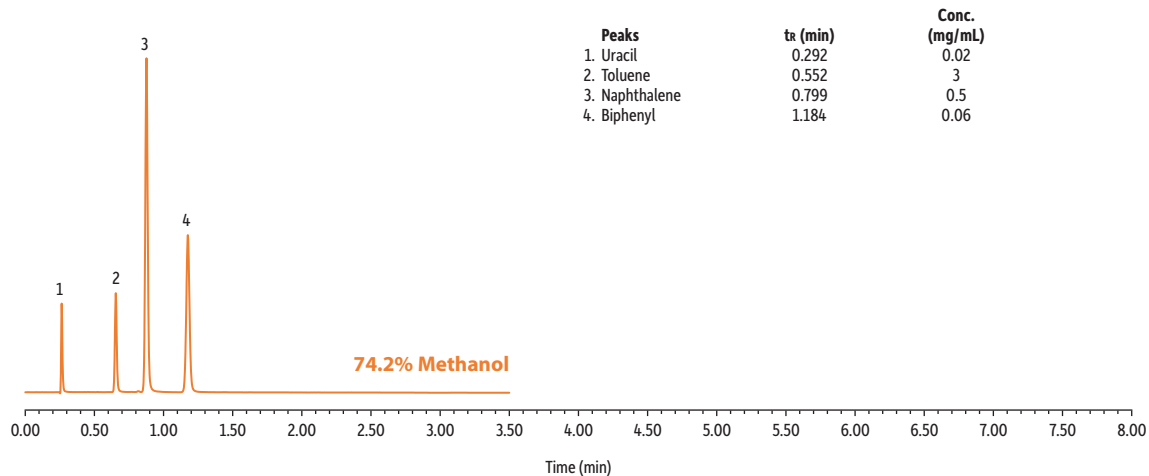 Conc.
Peaks tR (min) (mg/mL)
1. Uracil 0.292 0.02
2. Toluene 0.552 3
3. Naphthalene 0.799 0.5
4. Biphenyl 1.184 0.06
3
4
2
1
74.2% Methanol
0.00 0.50 1.00 1.50 2.00 2.50 3.00 3.50 4.00 4.50 5.00 5.50 6.00 6.50 7.00 7.50 8.00
Time (min)